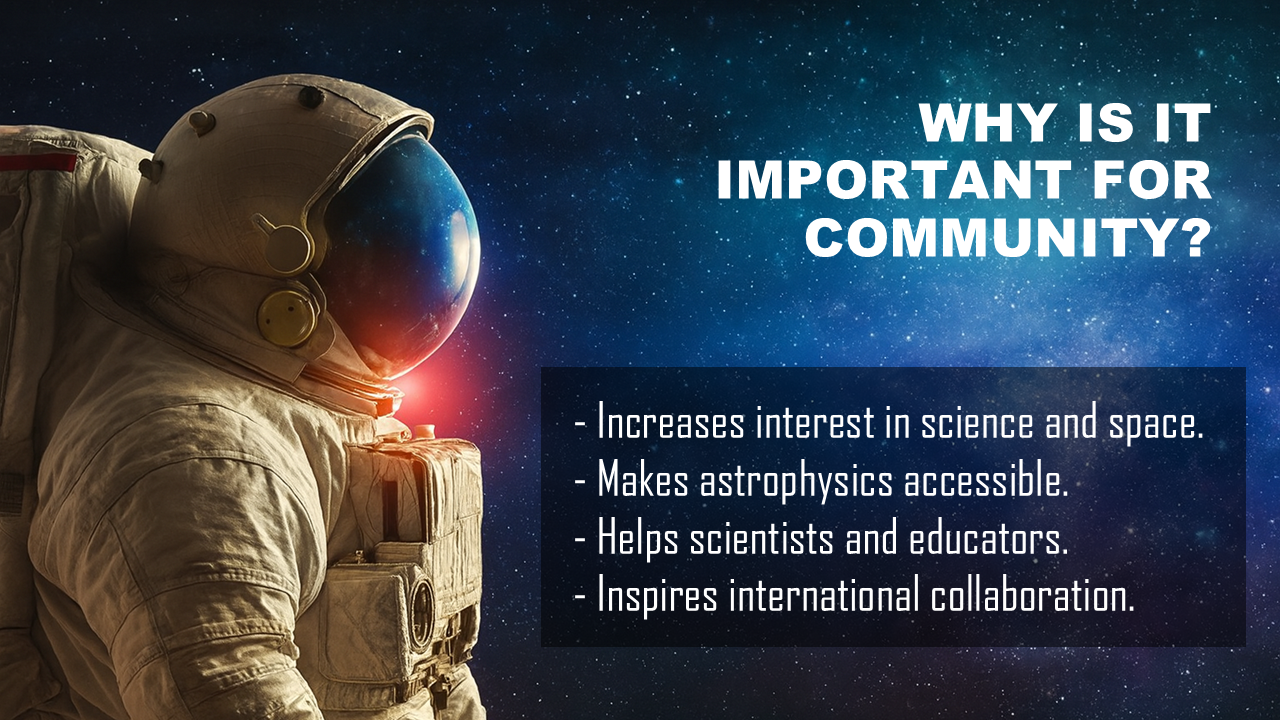 WHY IS IT
IMPORTANT FOR
COMMUNITY?
- Increases interest in science and space.
- Makes astrophysics accessible.
- Helps scientists and educators.
- Inspires international collaboration.